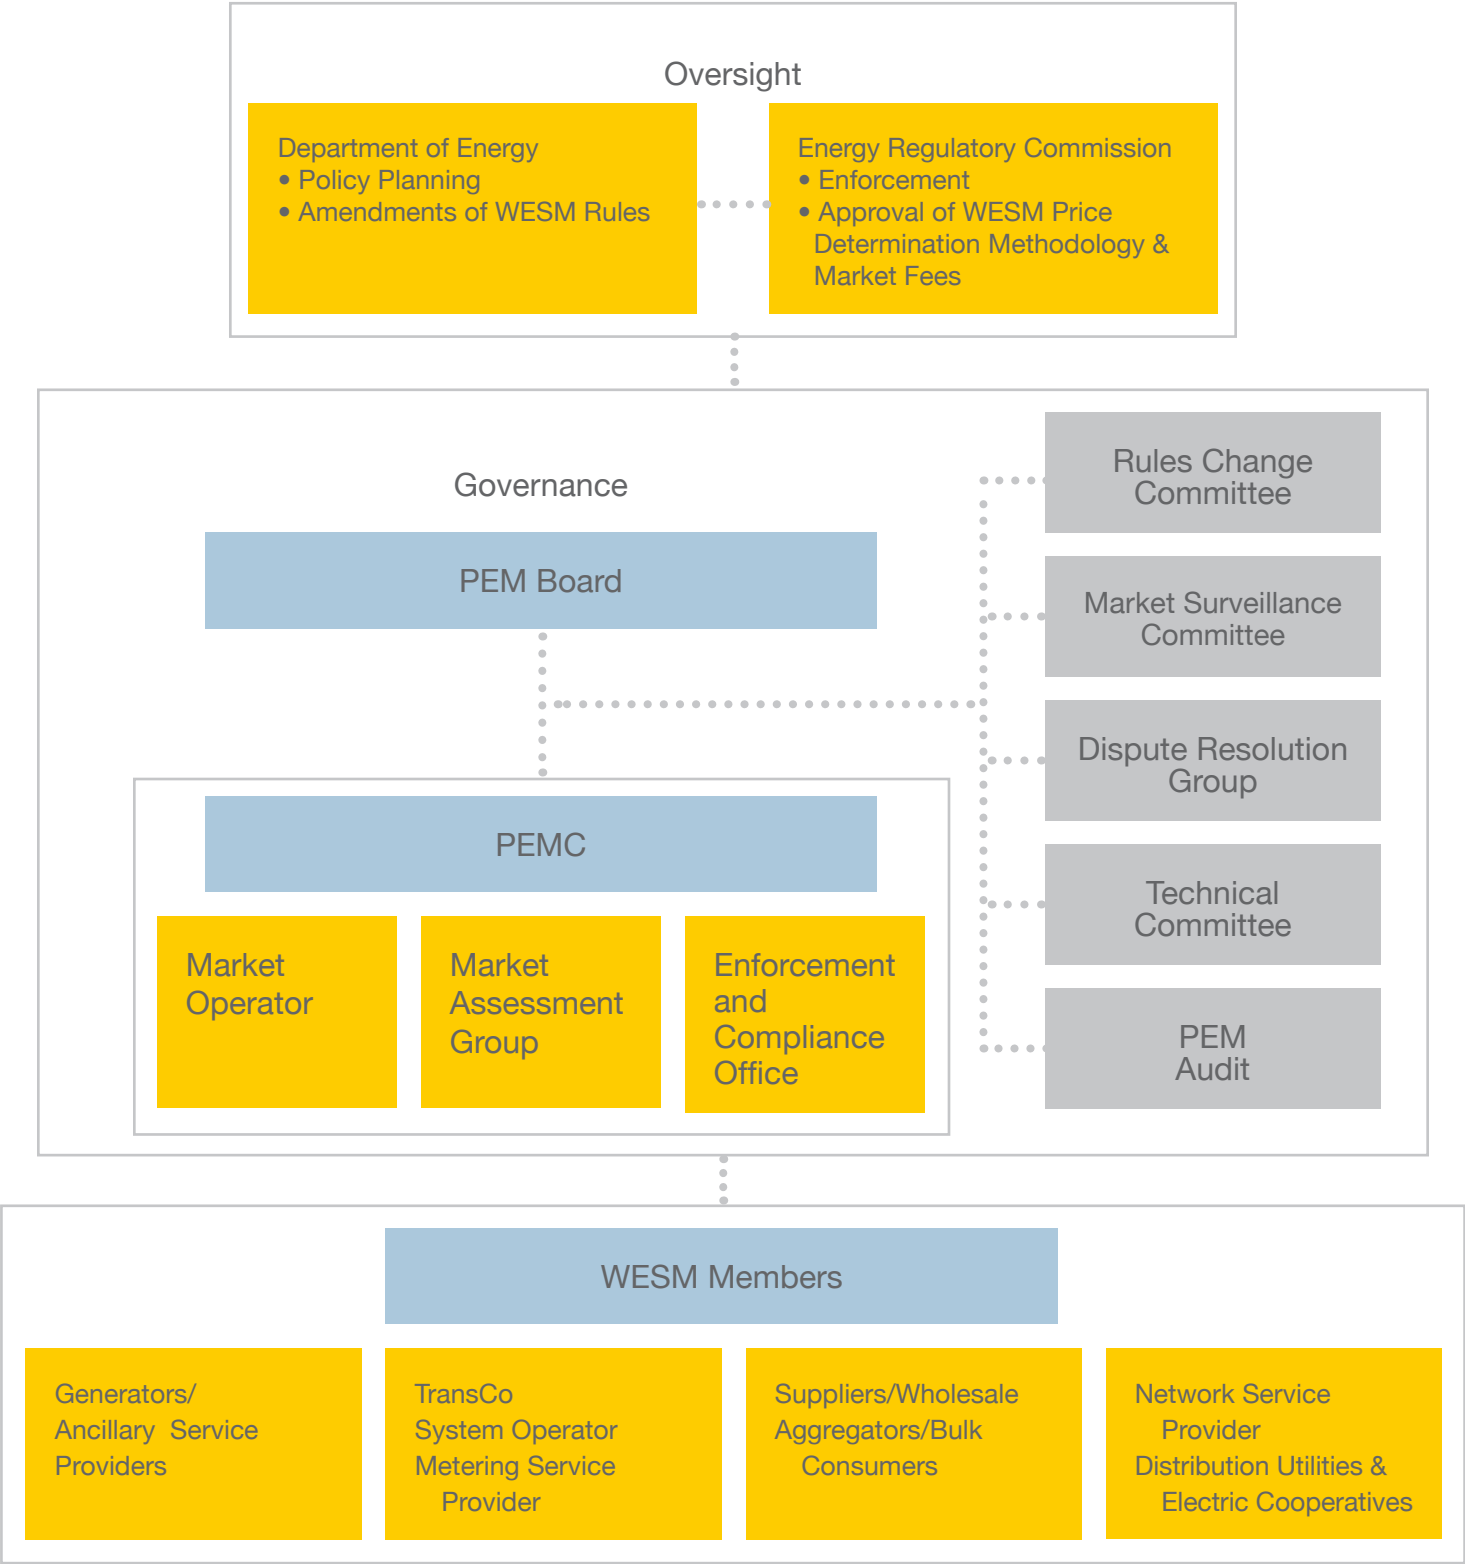 Oversight
Department of Energy
• Policy Planning
• Amendments of WESM Rules
Energy Regulatory Commission
• Enforcement
• Approval of WESM Price
Determination Methodology &
Market Fees
Governance
PEM Board
Rules Change
Committee
Market Surveillance
Committee
Dispute Resolution
Group
Technical
Committee
PEM
Audit
PEMC
Market
Operator
Market
Assessment
Group
Enforcement
and
Compliance
Office
WESM Members
Generators/
Ancillary  Service
Providers
TransCo
System Operator
Metering Service
Provider
Suppliers/Wholesale
Aggregators/Bulk
Consumers
Network Service
Provider
Distribution Utilities &
Electric Cooperatives